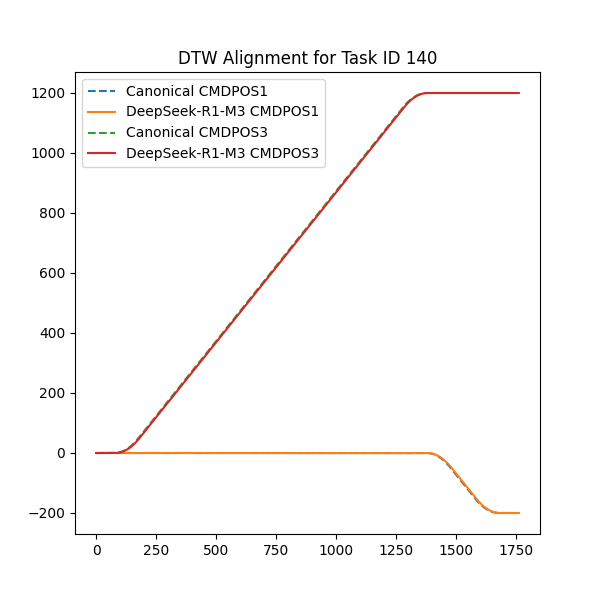 DTW Alignment for Task ID 140
Canonical CMDPOS1
DeepSeek-R1-M3 CMDPOS1
Canonical CMDPOS3
DeepSeek-R1-M3 CMDPOS3
1200
1000
800
600
400
200
0
−200
0 250 500 750 1000 1250 1500 1750